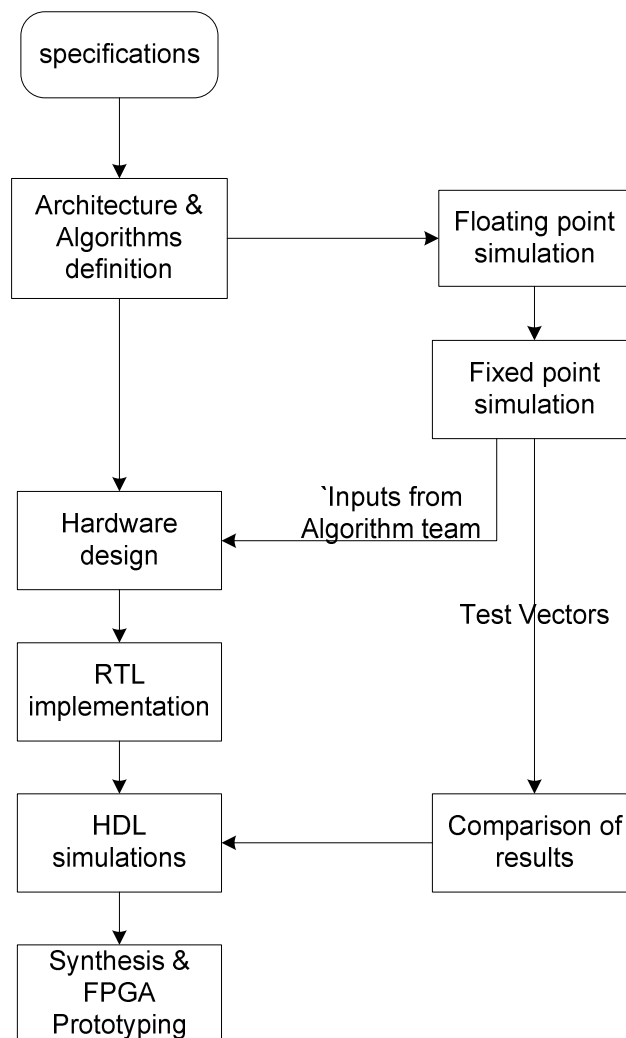 specifications
Architecture &
Algorithms
definition
Floating point
simulation
Fixed point
simulation
`Inputs from
Algorithm team
Hardware
design
Test Vectors
RTL
implementation
HDL
simulations
Comparison of
results
Synthesis &
FPGA
Prototyping